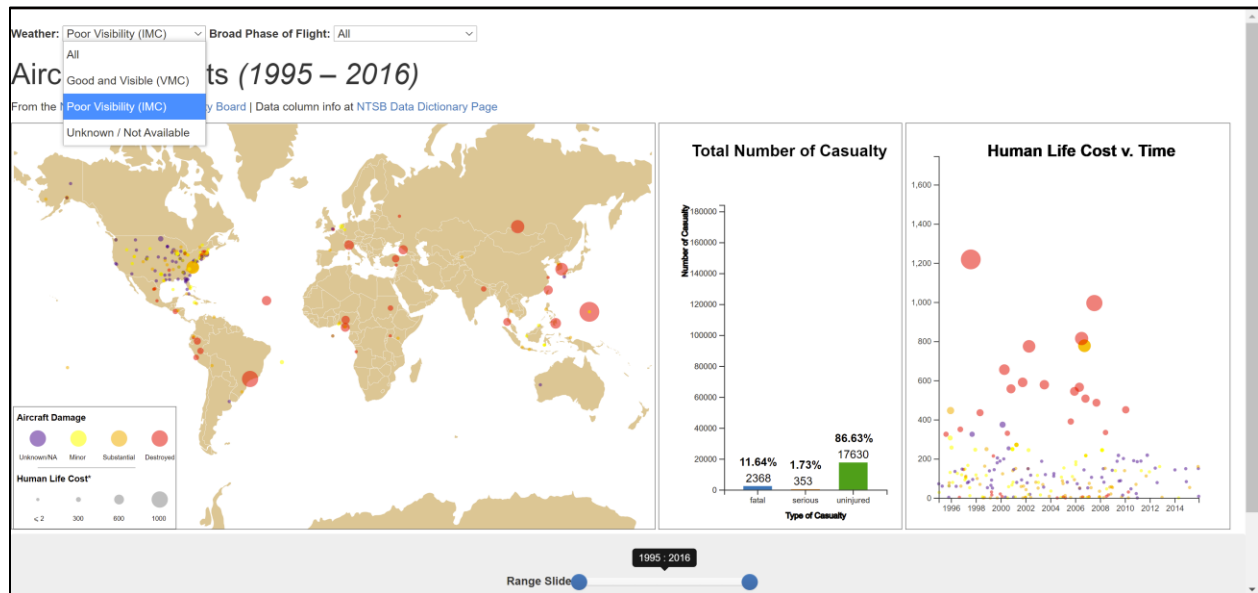 Weather: Poor Visibility (IMC) Broad Phase of Flight: All
All
Good and Visible (VMC)
Poor Visibility (IMC)
Unknown / Not Available
Airc ts (1995 – 2016)
From the y Board | Data column info at NTSB Data Dictionary Page
Total Number of Casualty
Number of Casualty
180000
160000
140000
120000
100000
80000
60000
40000
20000
0
11.64%
2368
1.73%
353
86.63%
17630
fatal serious uninjured
Type of Casualty
Human Life Cost v. Time
1,600
1,400
1,200
1,000
800
600
400
200
0
1996 1998 2000 2002 2004 2006 2008 2010 2012 2014
Aircraft Damage
Unknown/NA Minor Substantial Destroyed
Human Life Cost*
⩽ 2 300 600 1000
1995 : 2016
Range Slide